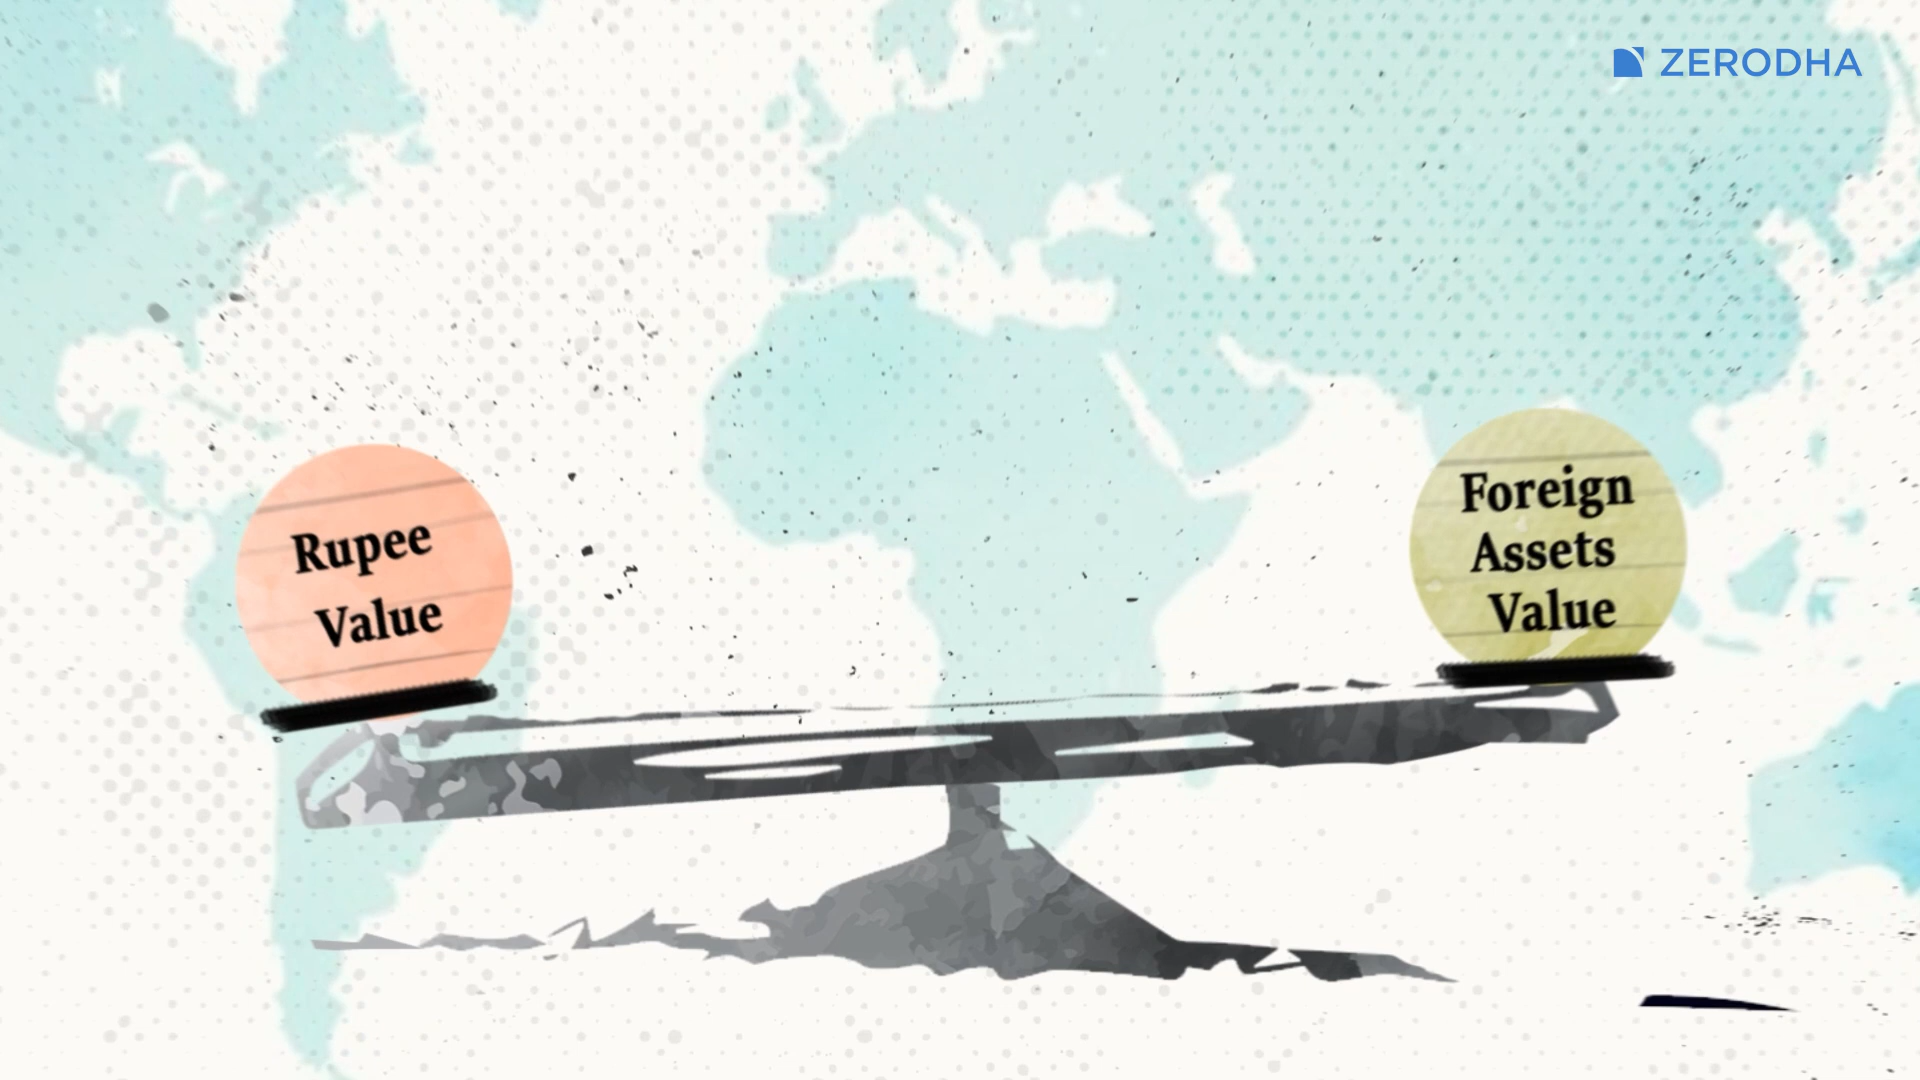 ZERODHA
Rupee
Value
Foreign
Assets
Value